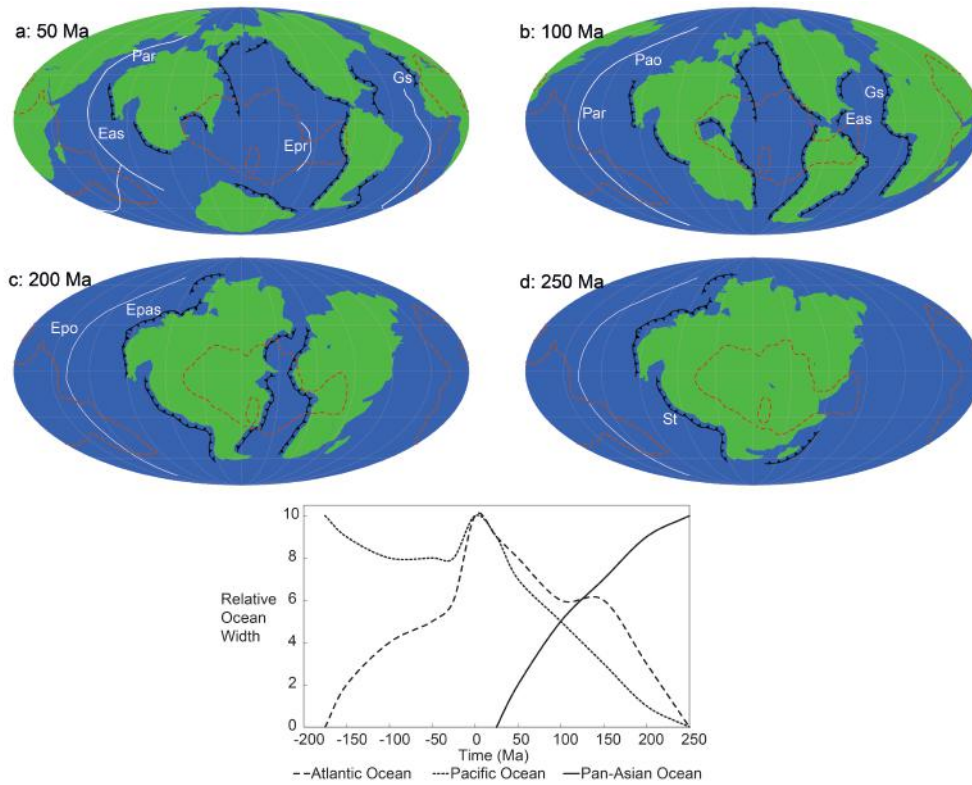 a: 50 Ma
Par
Eas
Epr
Gs
b: 100 Ma
Pao
Par
Gs
Eas
c: 200 Ma
Epas
Epo
d: 250 Ma
St
10
8
6
4
2
0
Relative
Ocean
Width
-200 -150 -100 -50 0 50 100 150 200 250
Time (Ma)
Atlantic Ocean Pacific Ocean Pan-Asian Ocean